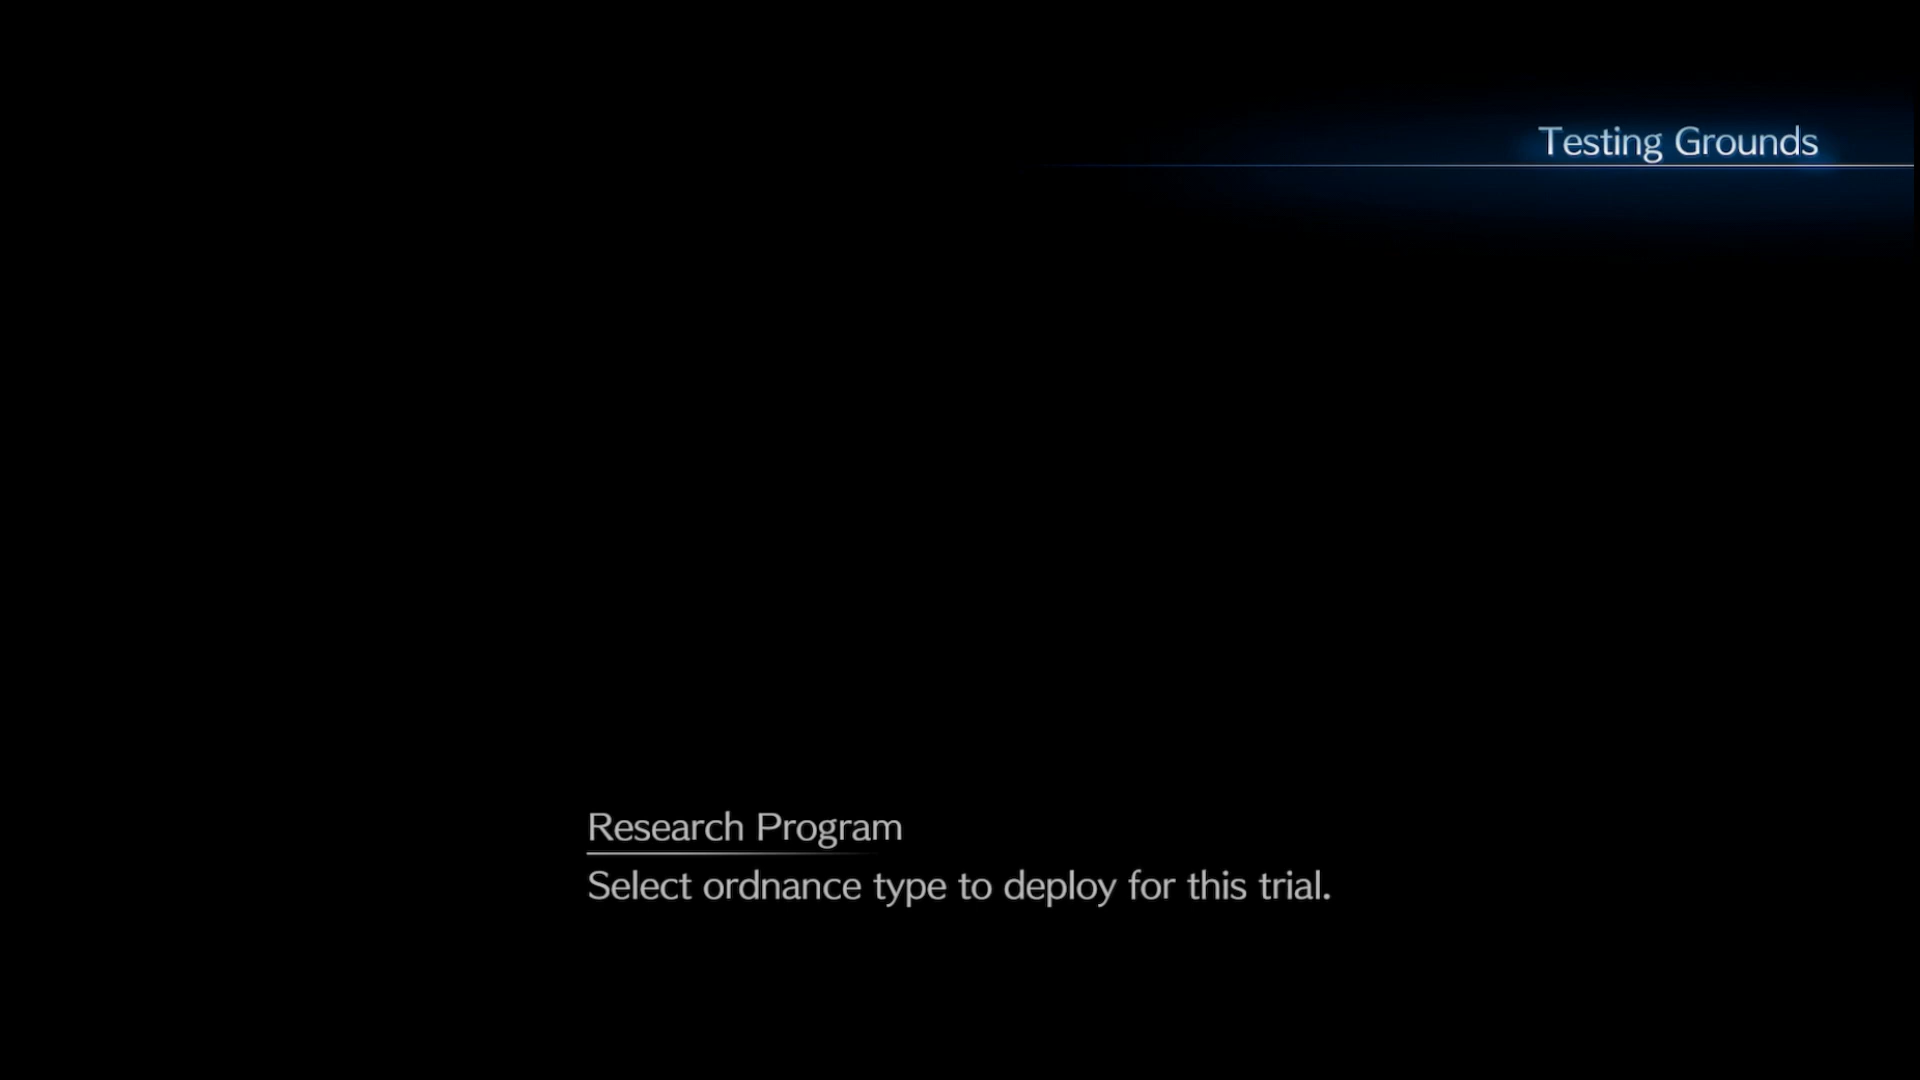 Testing Grounds
Research Program
Select ordnance type to deploy for this trial.